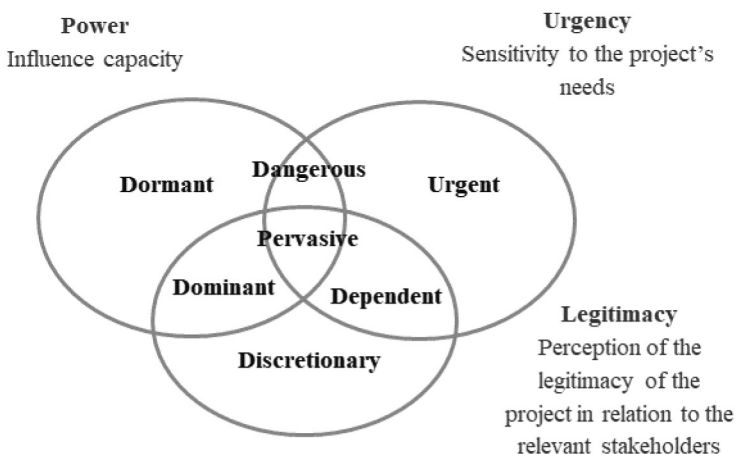 Power
Influence capacity
Urgency
Sensitivity to the project's
needs
Dormant
Dangerous
Urgent
Pervasive
Dominant
Dependent
Discretionary
Legitimacy
Perception of the
legitimacy of the
project in relation to the
relevant stakeholders